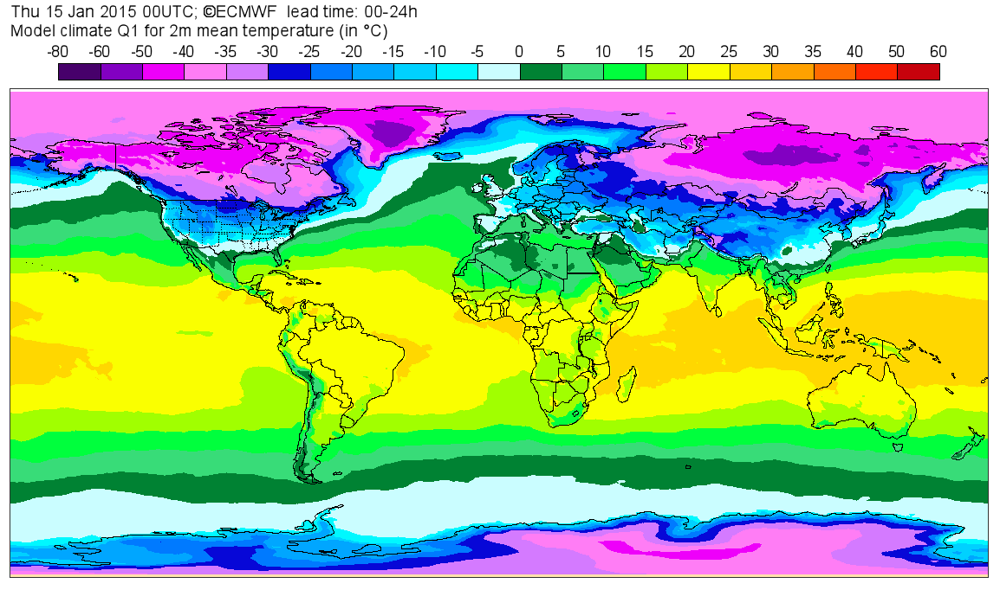 Thu 15 Jan 2015 00UTC; ©ECMWF lead time: 00-24h
Model climate Q1 for 2m mean temperature (in °C)
-80 -60 -50 -40 -35 -30 -25 -20 -15 -10 -5 0 5 10 15 20 25 30 35 40 50 60